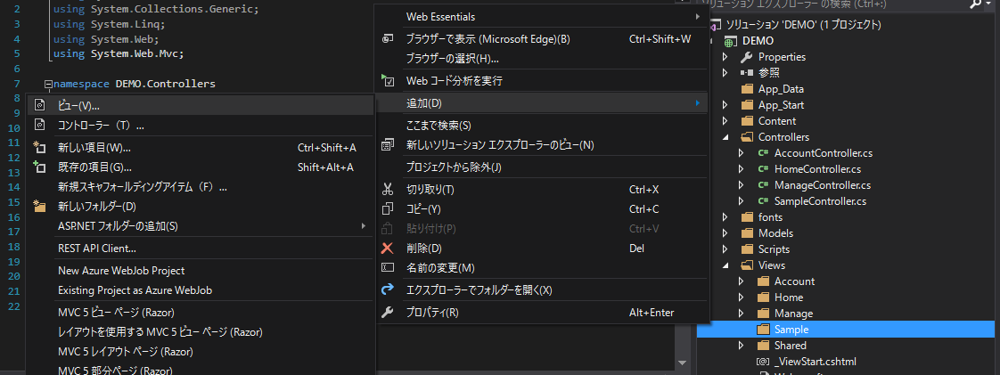 2 using System.Collections.Generic;
3 using System.Linq;
4 using System.Web;
5 using System.Web.Mvc;
6
7 namespace DEMO.Controllers
8
9
10
11
12
13
14
15
16
17
18
19
20
21
22
ビュー(V)...
コントローラー（T）...
新しい項目(W)... Ctrl+Shift+A
既存の項目(G)... Shift+Alt+A
新規スキャフォールディングアイテム（F）...
新しいフォルダー(D)
ASP.NET フォルダーの追加(S)
REST API Client...
New Azure WebJob Project
Existing Project as Azure WebJob
MVC 5 ビュー ページ (Razor)
レイアウトを使用する MVC 5 ビュー ページ (Razor)
MVC 5 レイアウト ページ (Razor)
MVC 5 部分ページ (Razor)
Web Essentials
ブラウザーで表示 (Microsoft Edge)(B) Ctrl+Shift+W
ブラウザーの選択(H)...
Web コード分析を実行
追加(D)
ここまで検索(S)
新しいソリューション エクスプローラーのビュー(N)
プロジェクトから除外(J)
切り取り(T) Ctrl+X
コピー(Y) Ctrl+C
貼り付け(P) Ctrl+V
削除(D) Del
名前の変更(M)
エクスプローラーでフォルダーを開く(X)
プロパティ(R) Alt+Enter
ソリューション エクスプローラー の検索 (Ctrl+:)
ソリューション 'DEMO' (1 プロジェクト)
DEMO
Properties
参照
App_Data
App_Start
Content
Controllers
C# AccountController.cs
C# HomeController.cs
C# ManageController.cs
C# SampleController.cs
fonts
Models
Scripts
Views
Account
Home
Manage
Sample
Shared
[@] _ViewStart.cshtml